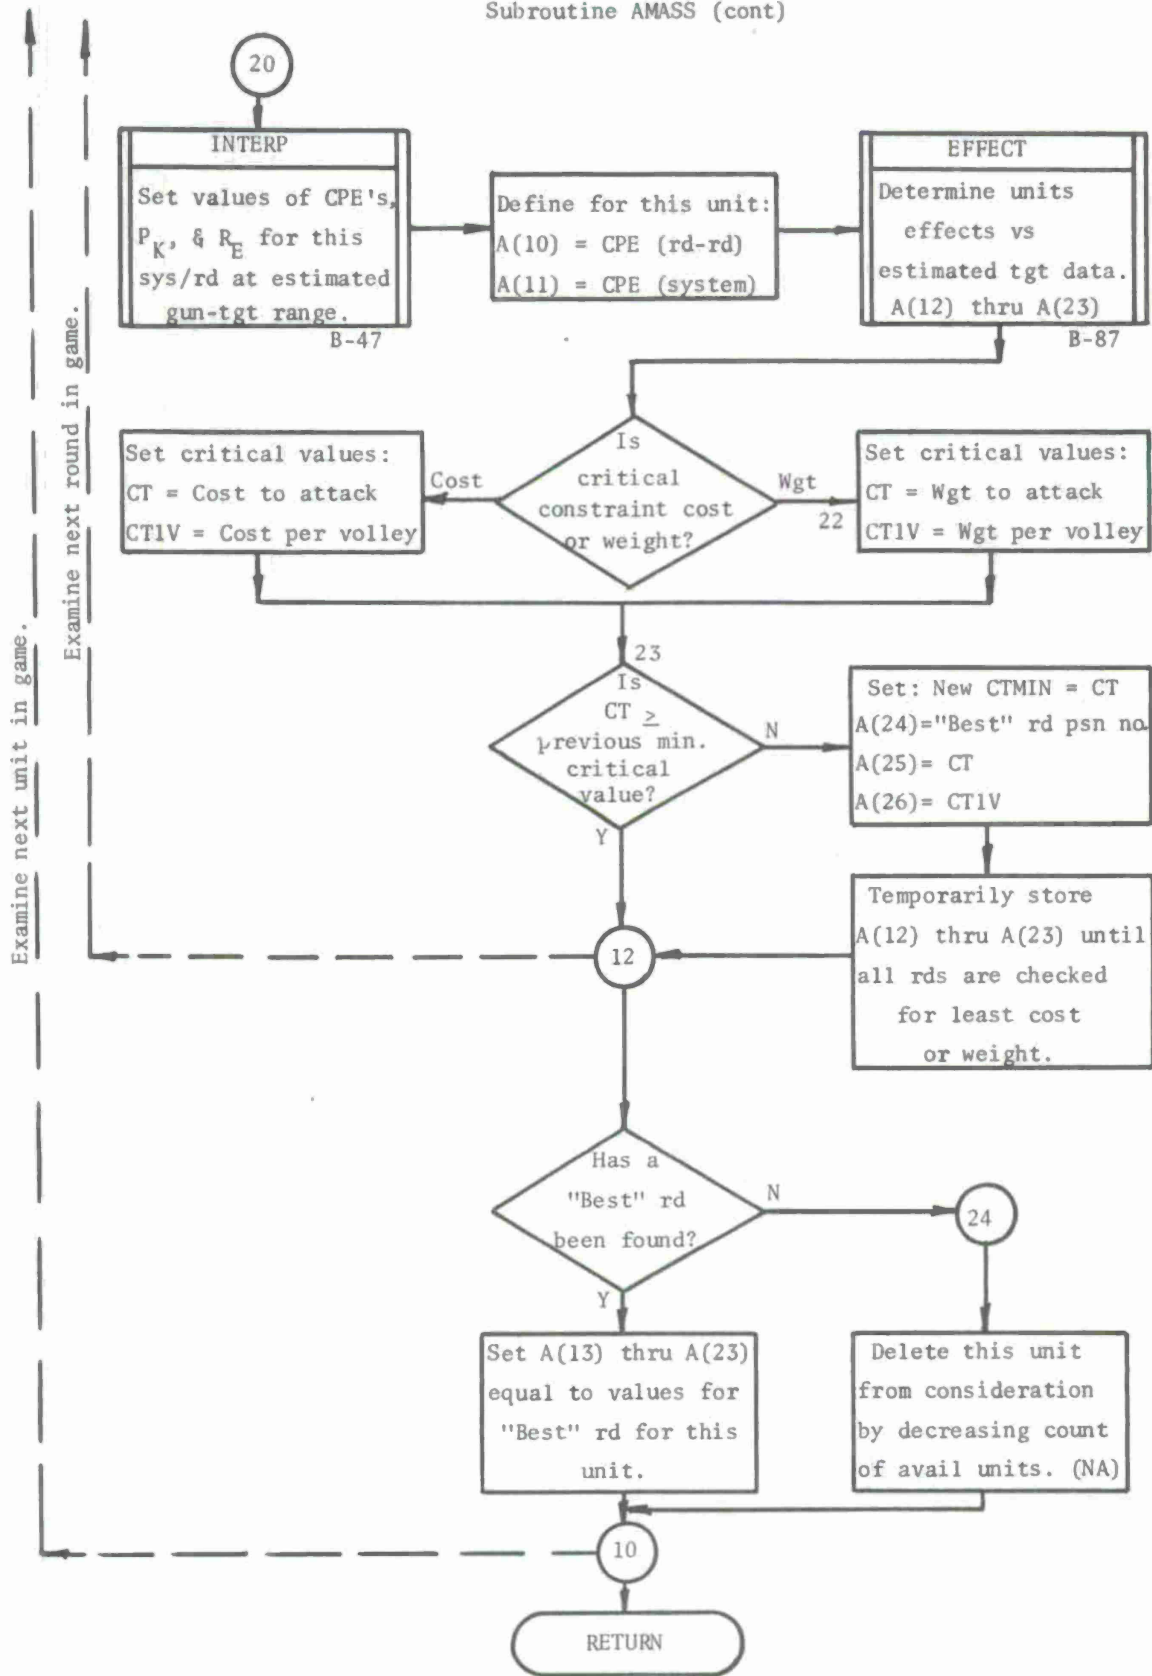 Subroutine AMASS (cont)
20
INTERP
Set values of CPE's,
P_K, & R_E for this
sys/rd at estimated
gun-tgt range.
B-47
Define for this unit:
A(10) = CPE (rd-rd)
A(11) = CPE (system)
EFFECT
Determine units
effects vs
estimated tgt data.
A(12) thru A(23)
B-87
Is
critical
constraint cost
or weight?
Cost
Wgt
22
Set critical values:
CT = Cost to attack
CT1V = Cost per volley
Set critical values:
CT = Wgt to attack
CT1V = Wgt per volley
23
Is
CT ≥
previous min.
critical
value?
N
Y
Set: New CTMIN = CT
A(24)="Best" rd psn no.
A(25)= CT
A(26)= CT1V
Temporarily store
A(12) thru A(23) until
all rds are checked
for least cost
or weight.
12
Examine next round in game.
Examine next unit in game.
Has a
"Best" rd
been found?
N
24
Y
Set A(13) thru A(23)
equal to values for
"Best" rd for this
unit.
Delete this unit
from consideration
by decreasing count
of avail units. (NA)
10
RETURN